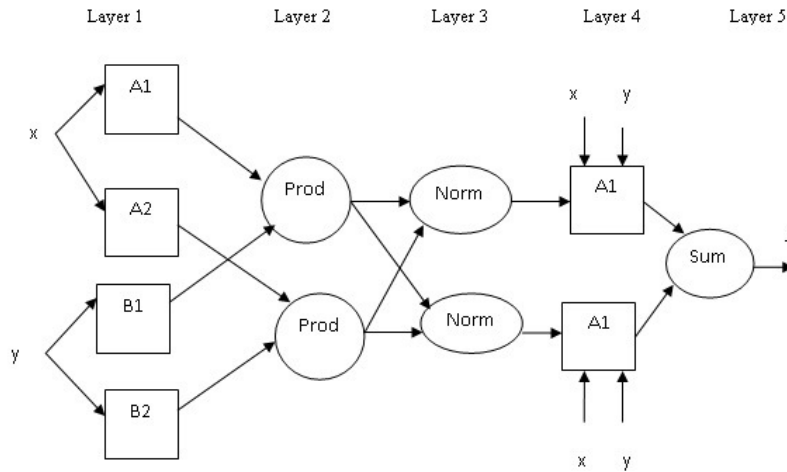 Layer 1 Layer 2 Layer 3 Layer 4 Layer 5
A1
x y
x
Prod
Norm
A1
A2
Sum
B1
Prod
Norm
A1
y
B2
x y